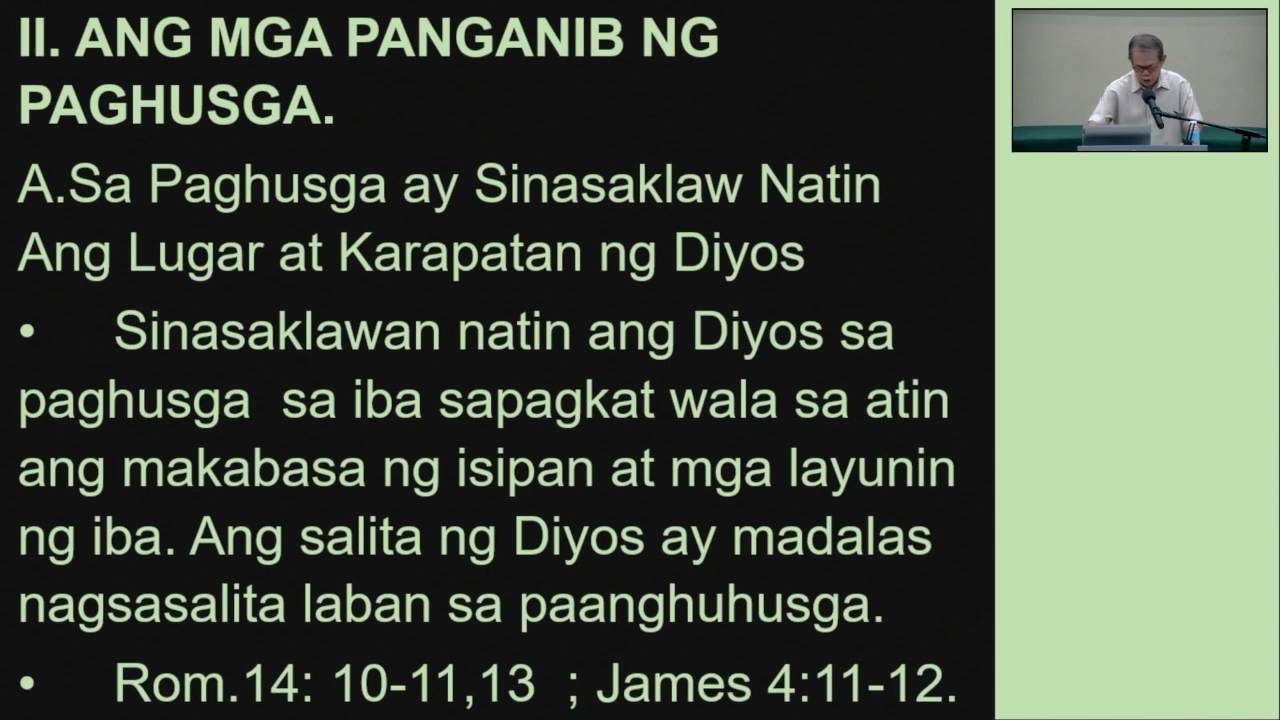 II. ANG MGA PANGANIB NG
PAGHUSGA.
A.Sa Paghusga ay Sinasaklaw Natin
Ang Lugar at Karapatan ng Diyos
• Sinasaklawan natin ang Diyos sa
paghusga  sa iba sapagkat wala sa atin
ang makabasa ng isipan at mga layunin
ng iba. Ang salita ng Diyos ay madalas
nagsasalita laban sa paanghuhusga.
• Rom.14: 10-11,13  ; James 4:11-12.